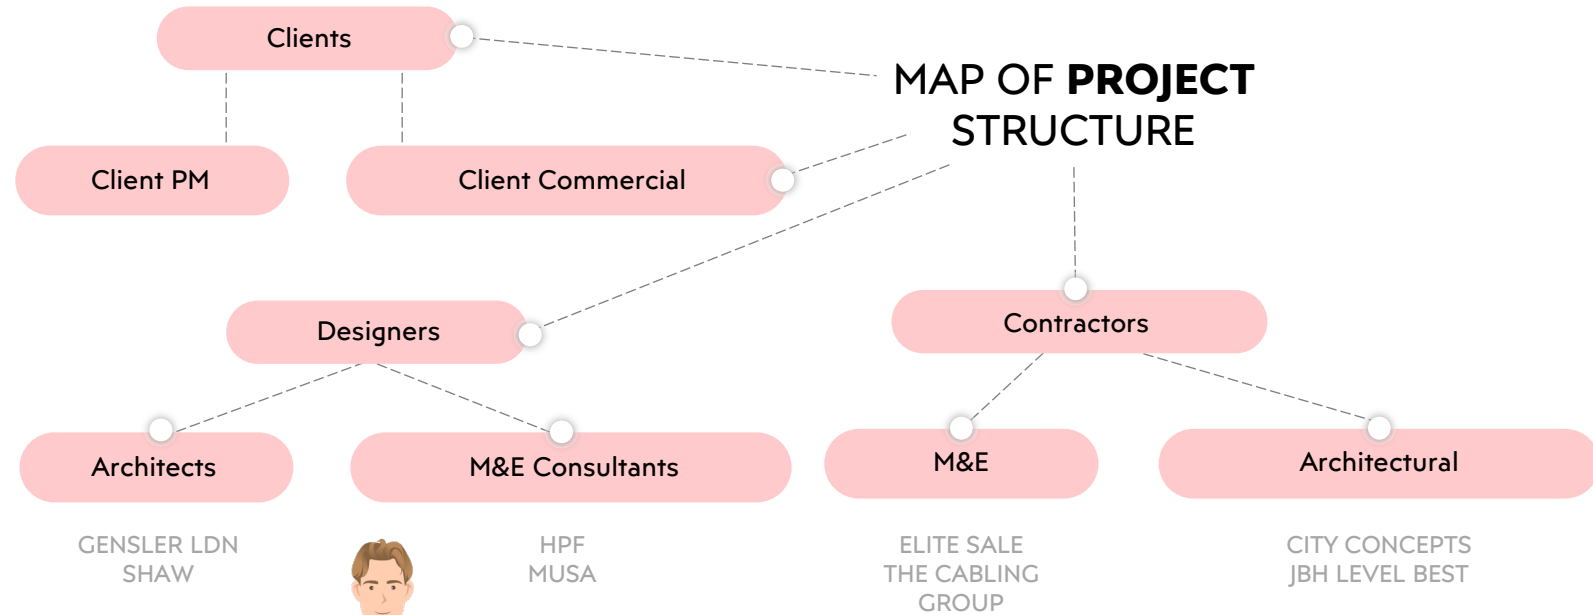 Clients
MAP OF PROJECT
STRUCTURE
Client PM
Client Commercial
Designers
Contractors
Architects
M&E Consultants
M&E
Architectural
GENSLER LDN
SHAW
HPF
MUSA
ELITE SALE
THE CABLING
GROUP
CITY CONCEPTS
JBH LEVEL BEST